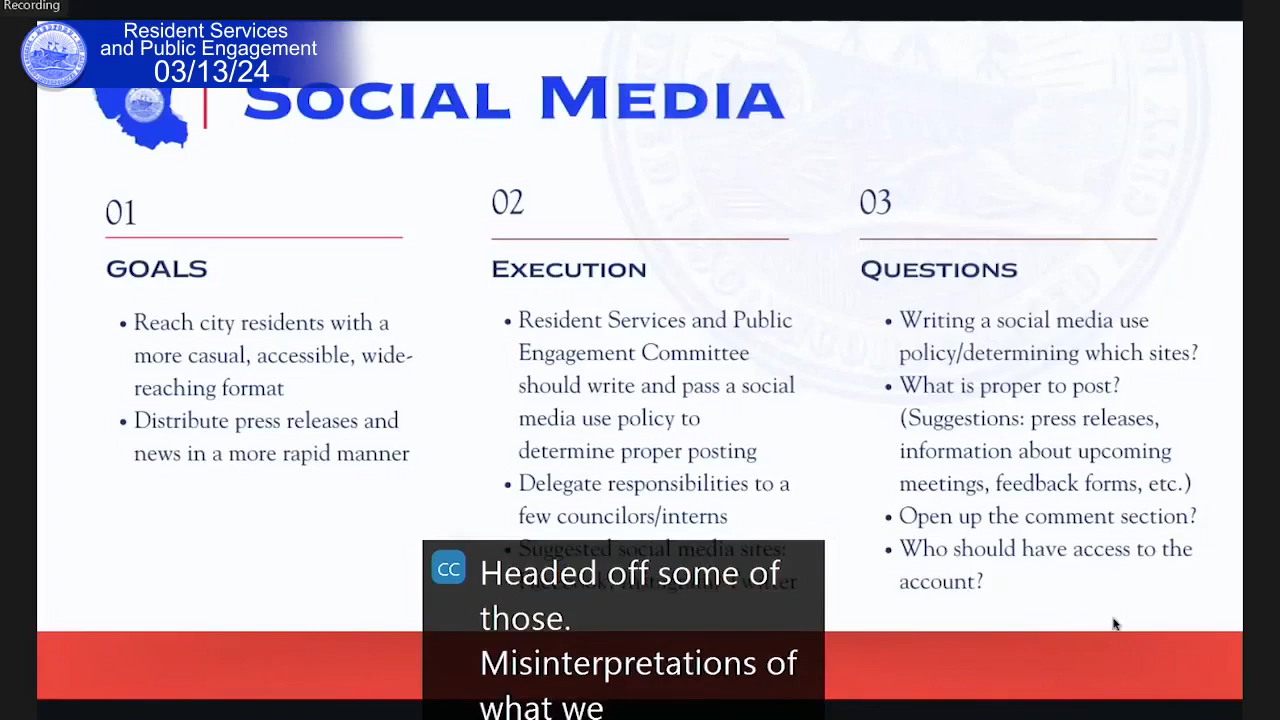 Recording
Resident Services
and Public Engagement
03/13/24
Social Media
01
GOALS
• Reach city residents with a
more casual, accessible, wide-
reaching format
• Distribute press releases and
news in a more rapid manner
02
Execution
• Resident Services and Public
Engagement Committee
should write and pass a social
media use policy to
determine proper posting
• Delegate responsibilities to a
few councilors/interns
• Suggested social media sites:
03
Questions
• Writing a social media use
policy/determining which sites?
• What is proper to post?
(Suggestions: press releases,
information about upcoming
meetings, feedback forms, etc.)
• Open up the comment section?
• Who should have access to the
account?
CC
Headed off some of
those.
Misinterpretations of
what we